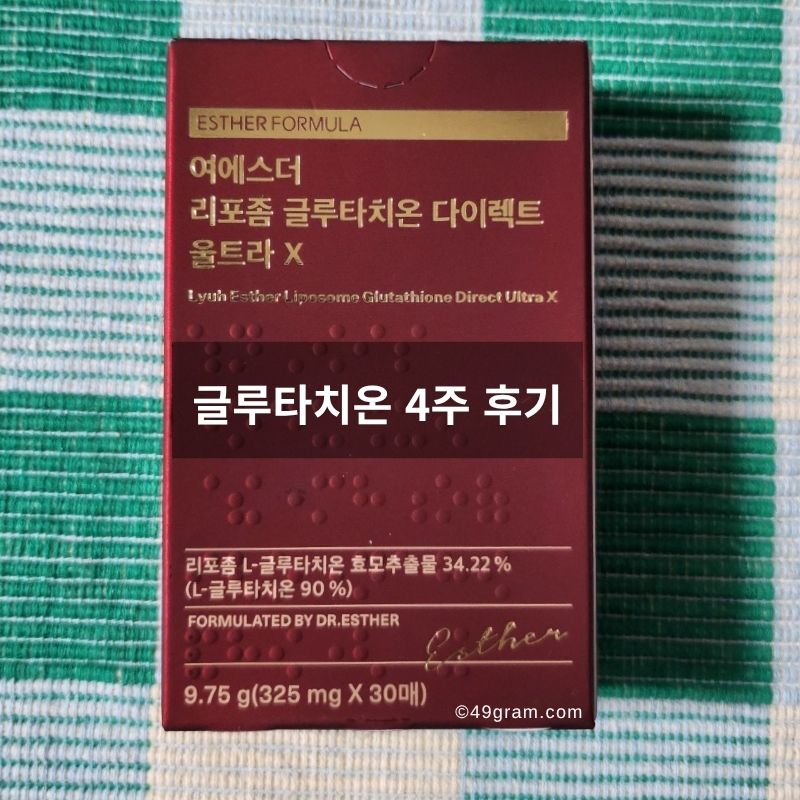 ESTHER FORMULA
여에스더
리포좀 글루타치온 다이렉트
울트라 X
Lyuh Esther Liposome Glutathione Direct Ultra X
글루타치온 4주 후기
리포좀 L-글루타치온 효모추출물 34.22 %
(L-글루타치온 90 %)
FORMULATED BY DR.ESTHER
Esther
9.75 g(325 mg X 30매)
©49gram.com